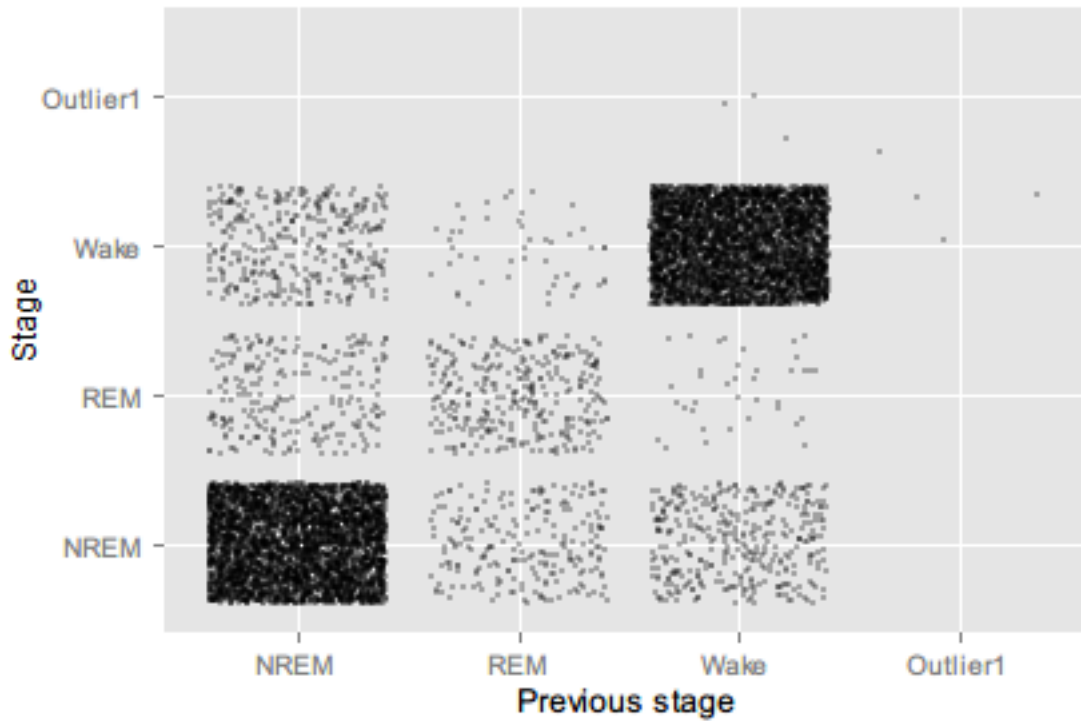 Outlier1
Wake
Stage
REM
NREM
NREM REM Wake Outlier1
Previous stage